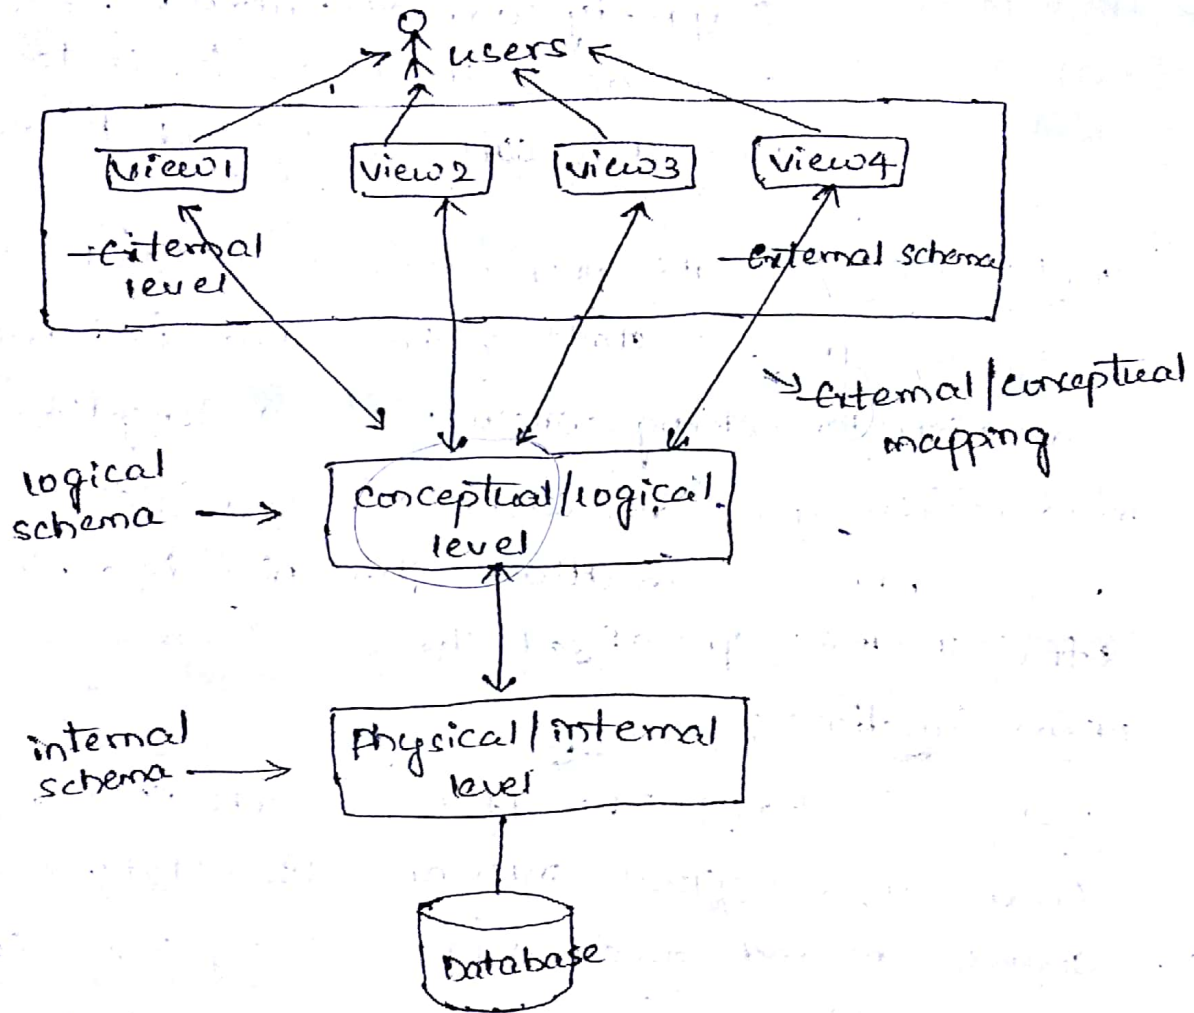 users
view1
view2
view3
view4
External
level
External schema
External/conceptual
mapping
logical
schema
conceptual/logical
level
internal
schema
physical/internal
level
Database